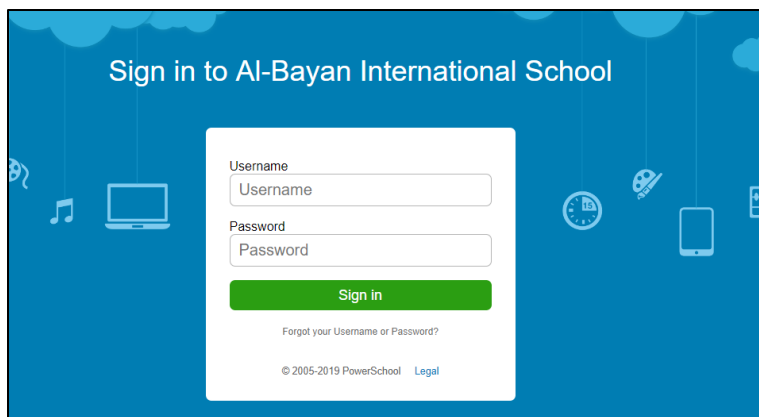 Sign in to Al-Bayan International School
Username
Username
Password
Password
Sign in
Forgot your Username or Password?
© 2005-2019 PowerSchool Legal
15